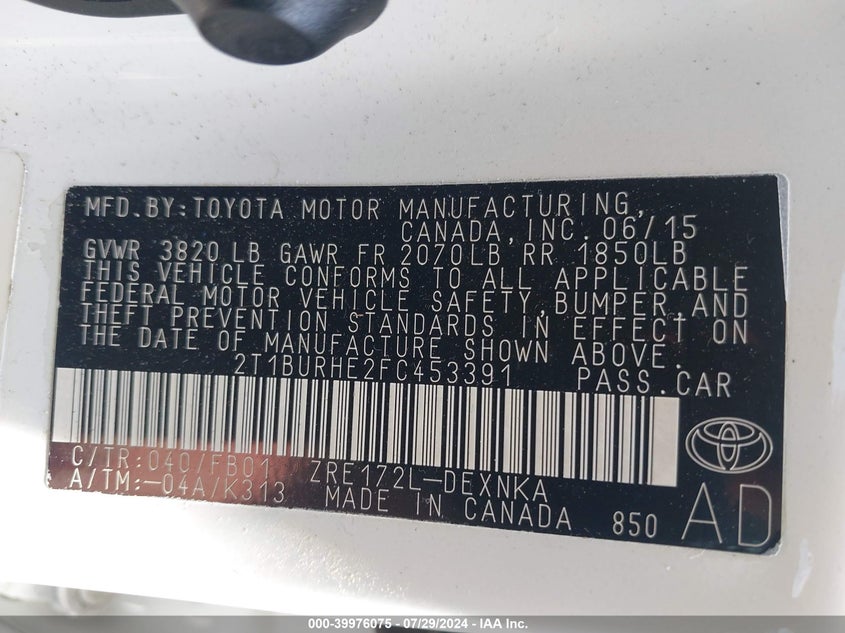 MFD.BY:TOYOTA MOTOR MANUFACTURING,
CANADA,INC. 06/15
GVWR 3820 LB GAWR FR 2070LB RR 1850LB
THIS VEHICLE CONFORMS TO ALL APPLICABLE
FEDERAL MOTOR VEHICLE SAFETY,BUMPER,AND
THEFT PREVENTION STANDARDS IN EFFECT ON
THE DATE OF MANUFACTURE SHOWN ABOVE.
2T1BURHE2FC453391 PASS.CAR
C/TR:040/FB01 ZRE172L-DEXNKA
A/TM:-04A/K313 MADE IN CANADA 850
AD
000-39976075 / 07/29/2024 - IAA Inc.